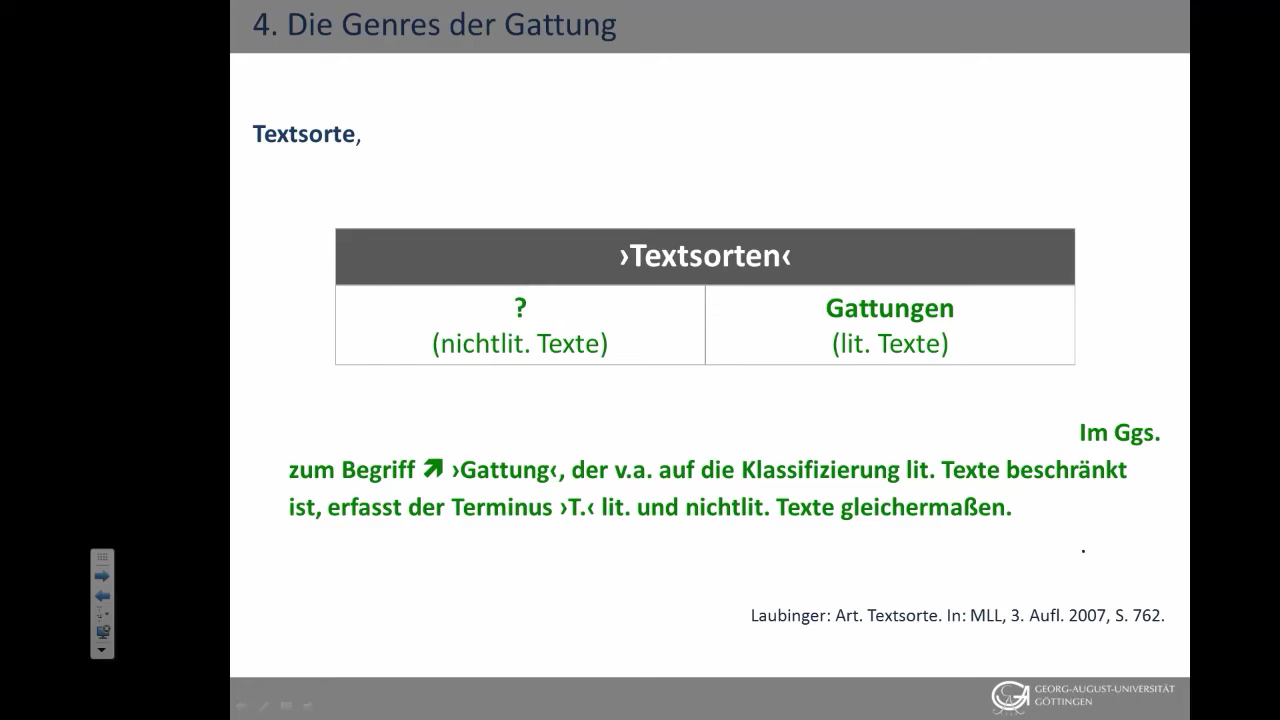 4. Die Genres der Gattung
Textsorte,
›Textsorten‹
?
(nichtlit. Texte)
Gattungen
(lit. Texte)
Im Ggs.
zum Begriff ↗ ›Gattung‹, der v.a. auf die Klassifizierung lit. Texte beschränkt
ist, erfasst der Terminus ›T.‹ lit. und nichtlit. Texte gleichermaßen.
.
Laubinger: Art. Textsorte. In: MLL, 3. Aufl. 2007, S. 762.
GEORG-AUGUST-UNIVERSITÄT
GÖTTINGEN